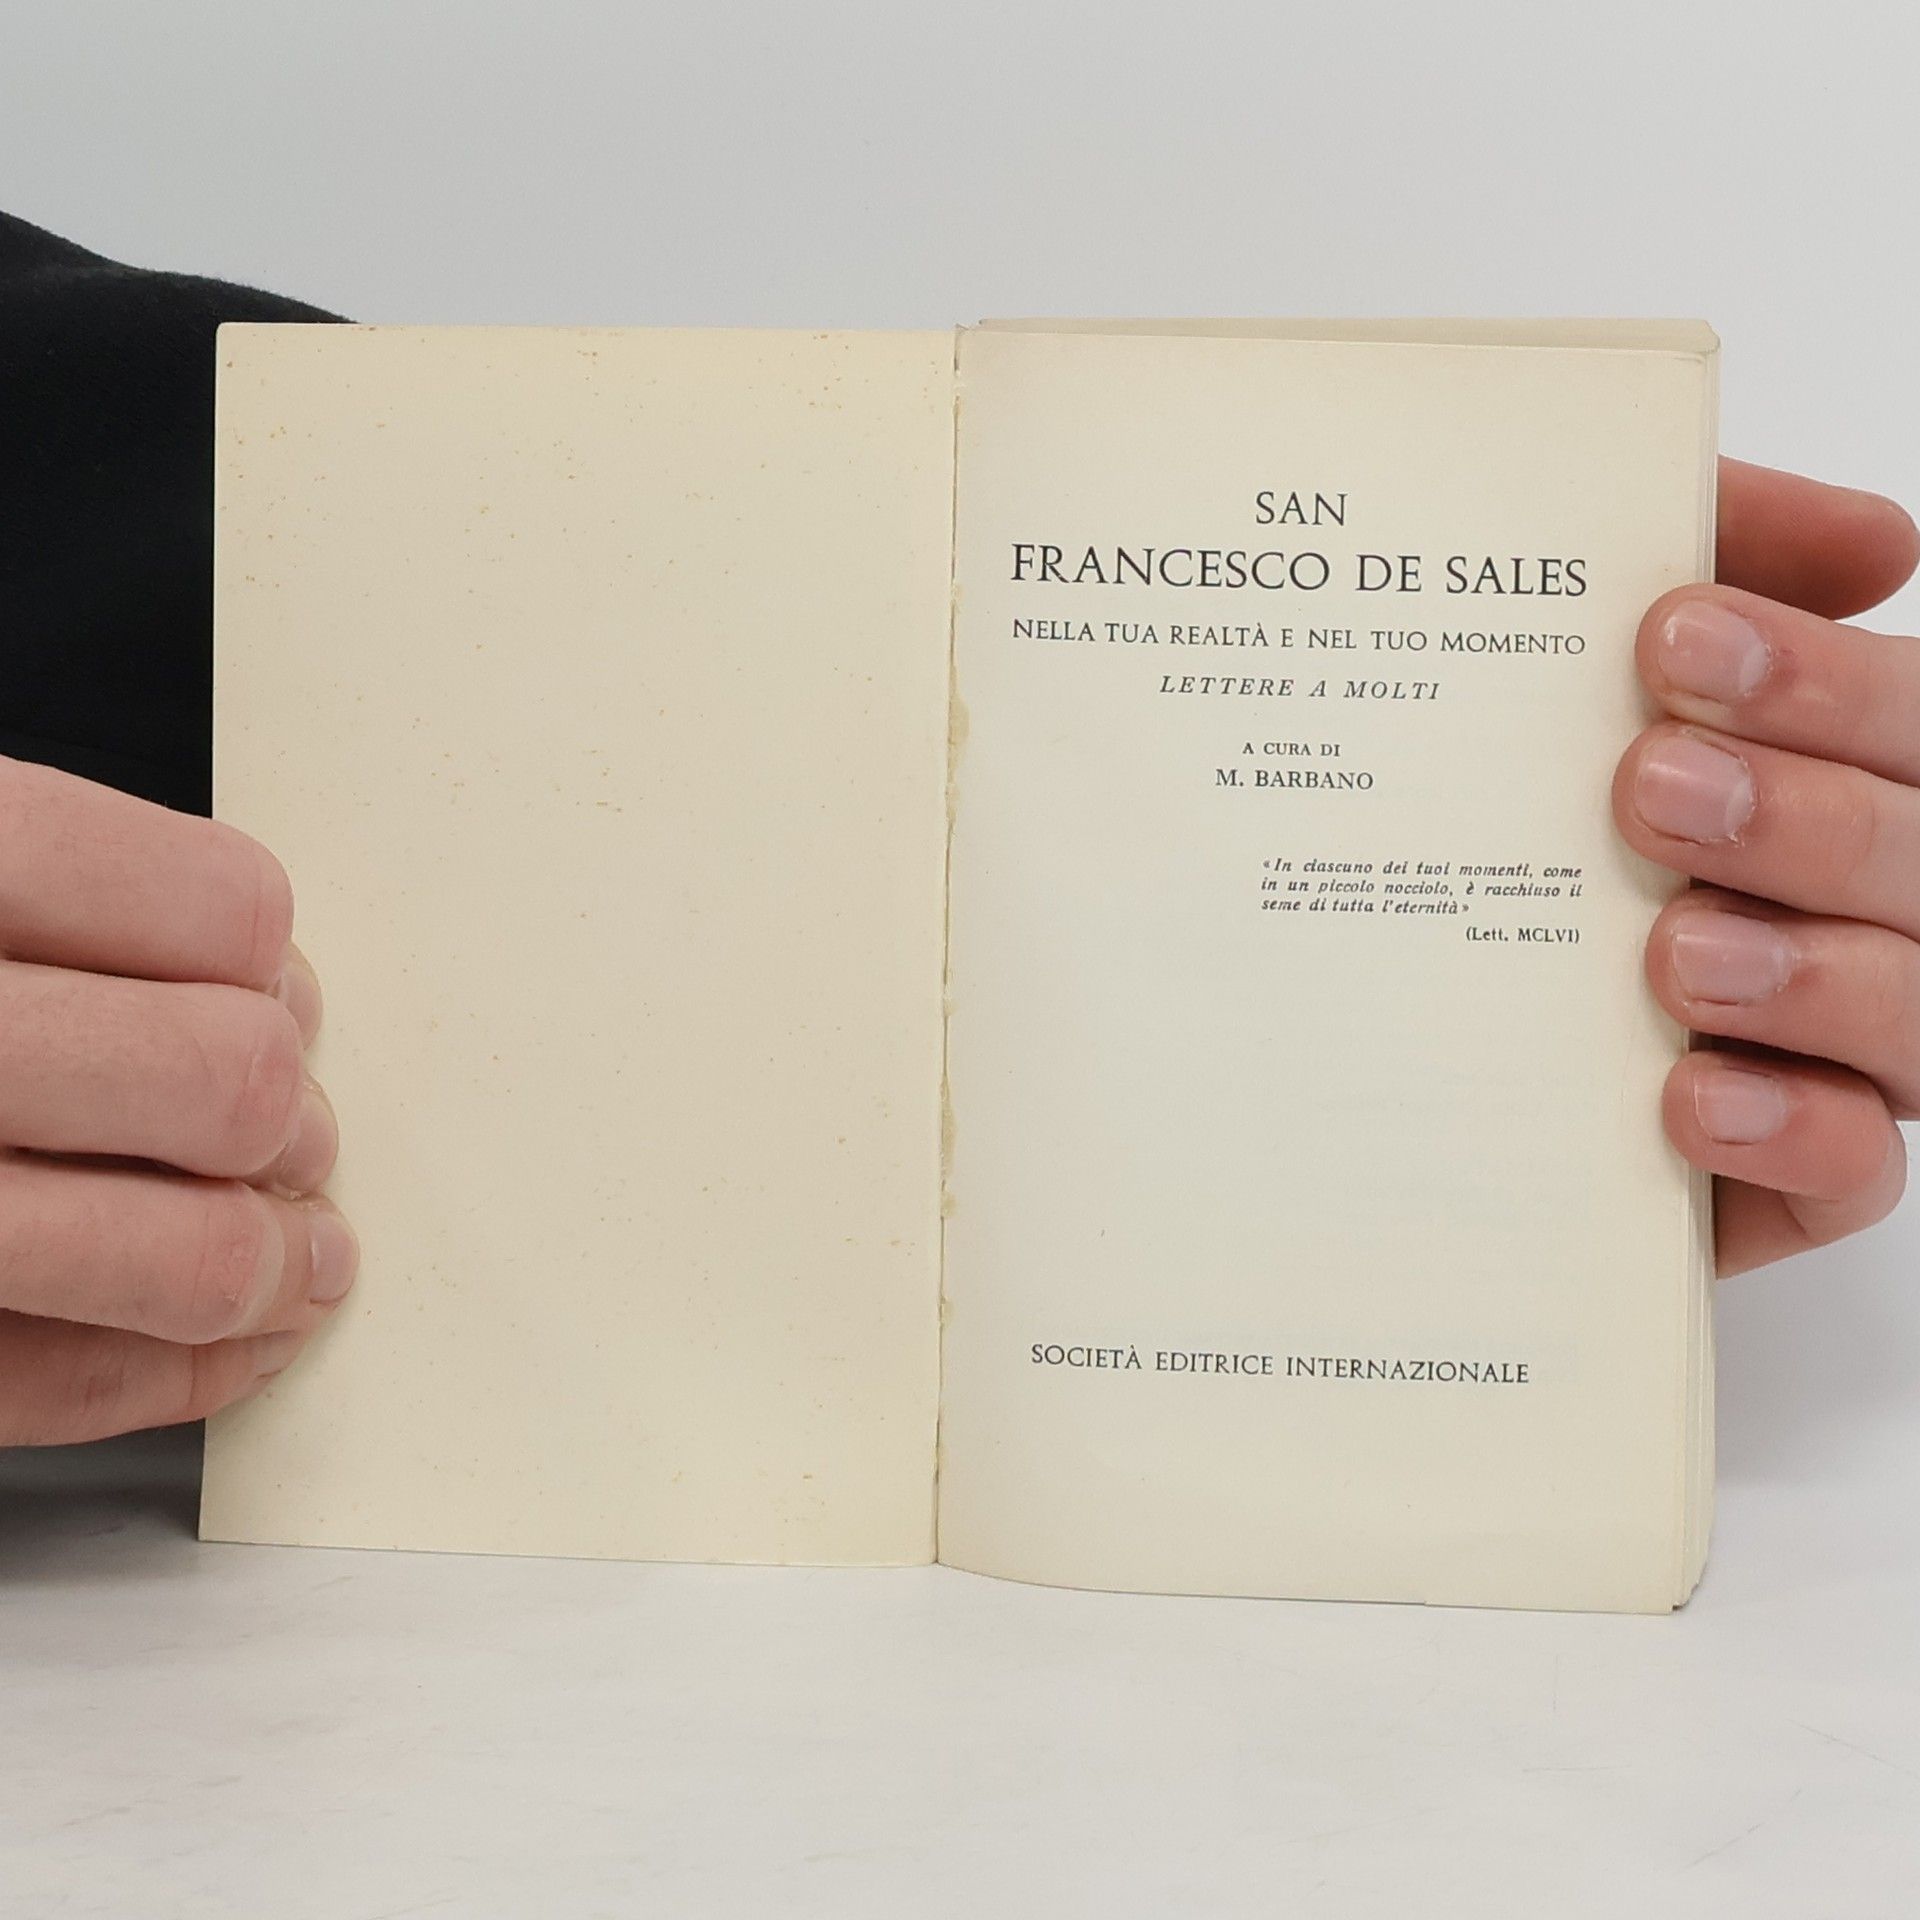 SAN
FRANCESCO DE SALES
NELLA TUA REALTÀ E NEL TUO MOMENTO
LETTERE A MOLTI
A CURA DI
M. BARBANO
«In ciascuno dei tuoi momenti, come
in un piccolo nocciolo, è racchiuso il
seme di tutta l'eternità»
(Lett. MCLVI)
SOCIETÀ EDITRICE INTERNAZIONALE